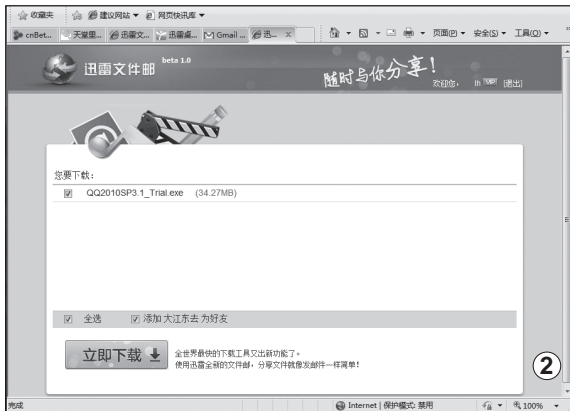 收藏夹 建议网站 网页快讯库
cnBet... 天堂里... 迅雷文... 迅雷桌... Gmail ... 迅... x 页面(P) 安全(S) 工具(O)
迅雷文件邮 beta 1.0
随时与你分享!
欢迎您, lh VIP [退出]
您要下载:
QQ2010SP3.1_Trial.exe (34.27MB)
全选 添加 大江东去 为好友
立即下载
全世界最快的下载工具又出新功能了。
使用迅雷全新的文件邮,分享文件就像发邮件一样简单!
②
完成 Internet | 保护模式: 禁用 100%